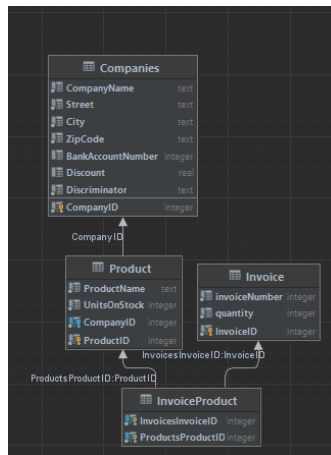 Companies
CompanyName text
Street text
City text
ZipCode text
BankAccountNumber integer
Discount real
Discriminator text
CompanyID integer
CompanyID
Product
ProductName text
UnitsOnStock integer
CompanyID integer
ProductID integer
Invoice
invoiceNumber integer
quantity integer
InvoiceID integer
InvoicesInvoiceID:InvoiceID
ProductsProductID:ProductID
InvoiceProduct
InvoicesInvoiceID integer
ProductsProductID integer